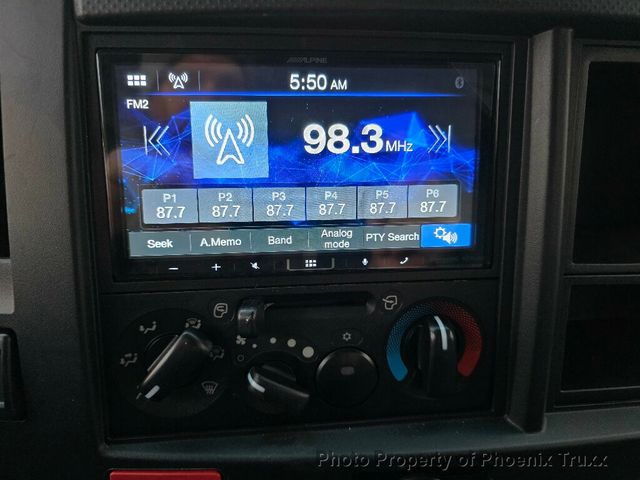 ALPINE
5:50 AM
FM2
98.3 MHz
P1 P2 P3 P4 P5 P6
87.7 87.7 87.7 87.7 87.7 87.7
Seek A.Memo Band Analog mode PTY Search
Photo Property of Phoenix Truxx